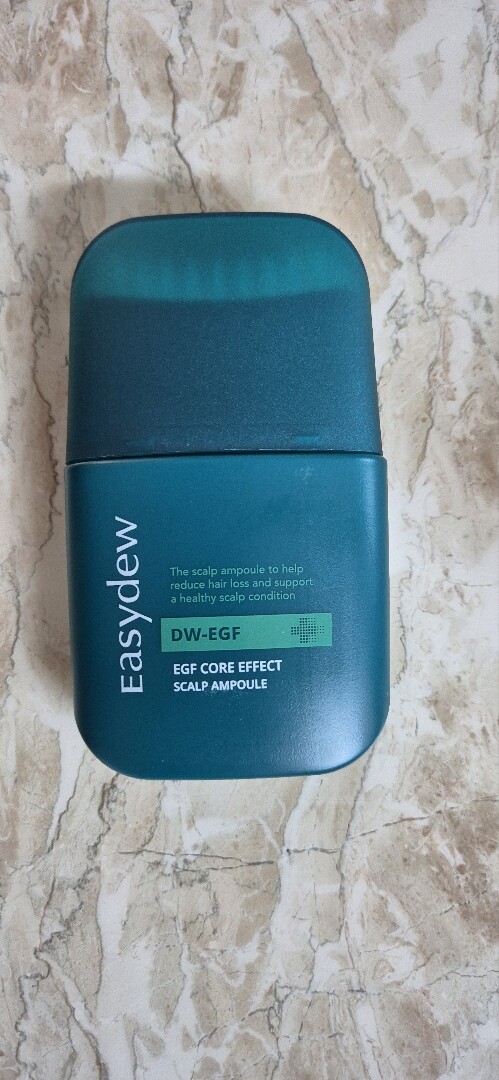 Easydew
The scalp ampoule to help
reduce hair loss and support
a healthy scalp condition
DW-EGF
EGF CORE EFFECT
SCALP AMPOULE